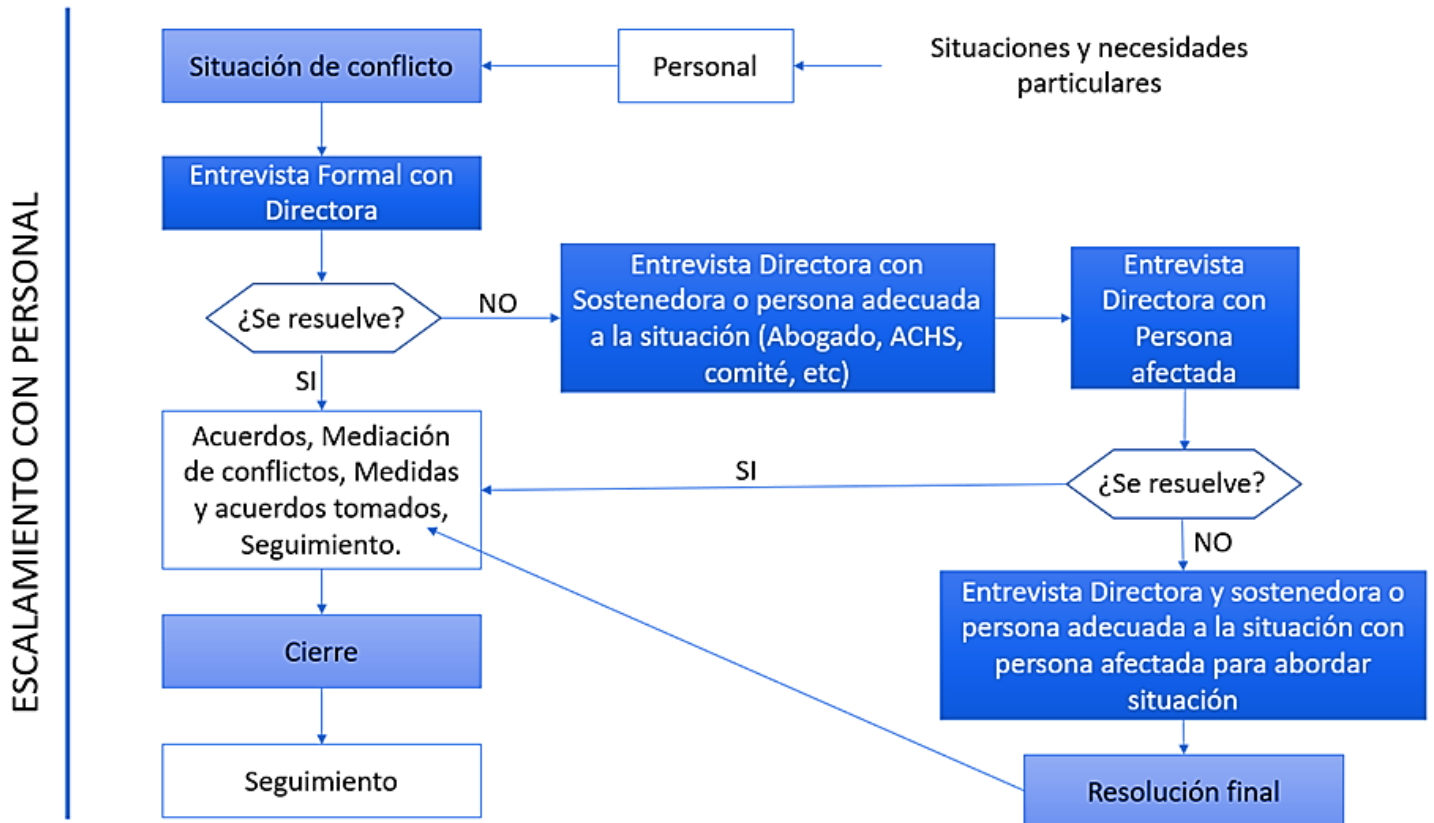 ESCALAMIENTO CON PERSONAL
Situación de conflicto
Personal
Situaciones y necesidades
particulares
Entrevista Formal con
Directora
¿Se resuelve?
NO
Entrevista Directora con
Sostenedora o persona adecuada
a la situación (Abogado, ACHS,
comité, etc)
Entrevista
Directora con
Persona
afectada
SI
Acuerdos, Mediación
de conflictos, Medidas
y acuerdos tomados,
Seguimiento.
SI
¿Se resuelve?
NO
Entrevista Directora y sostenedora o
persona adecuada a la situación con
persona afectada para abordar
situación
Cierre
Seguimiento
Resolución final